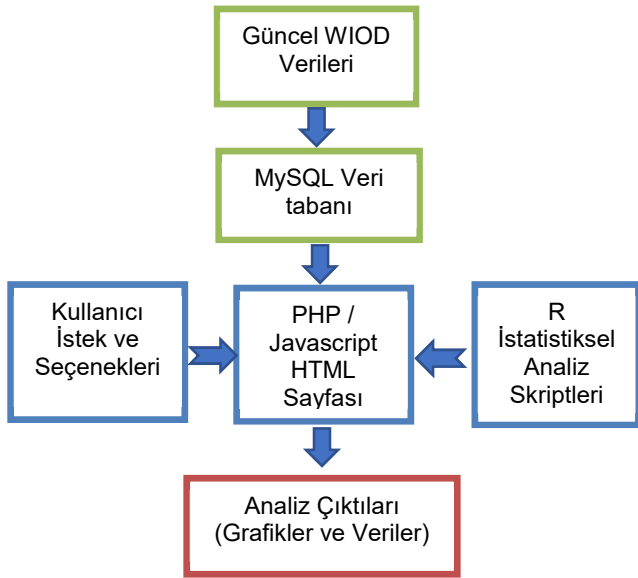 Güncel WIOD
Verileri
MySQL Veri
tabanı
Kullanıcı
İstek ve
Seçenekleri
PHP /
Javascript
HTML
Sayfası
R
İstatistiksel
Analiz
Skriptleri
Analiz Çıktıları
(Grafikler ve Veriler)